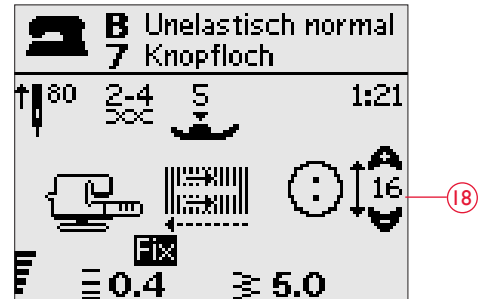 B Unelastisch normal
7 Knopfloch
80 2-4 5 1:21
16 18
Fix
0.4 5.0